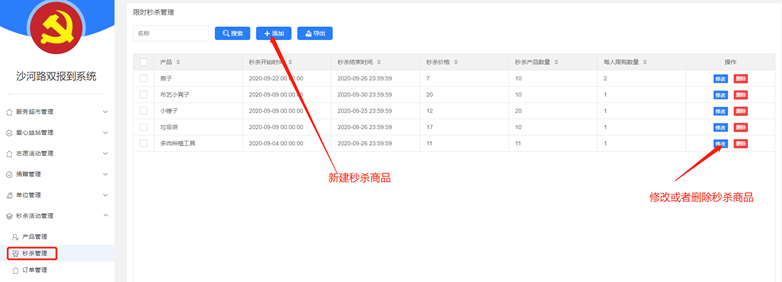 沙河路双报到系统
服务超市管理
爱心益站管理
志愿活动管理
捐赠管理
单位管理
秒杀活动管理
产品管理
秒杀管理
订单管理
限时秒杀管理
名称 搜索 添加 导出
产品 秒杀开始时间 秒杀结束时间 秒杀价格 秒杀产品数量 每人限购数量 操作
扇子 2020-09-22 00:00:00 2020-09-26 23:59:59 7 10 2 修改 删除
布艺小凳子 2020-09-09 00:00:00 2020-09-30 23:59:59 20 10 1 修改 删除
小锤子 2020-09-09 00:00:00 2020-09-25 23:59:59 12 20 1 修改 删除
垃圾袋 2020-09-09 00:00:00 2020-09-26 23:59:59 17 10 1 修改 删除
多肉种植工具 2020-09-04 00:00:00 2020-09-26 23:59:59 11 11 1 修改 删除
新建秒杀商品
修改或者删除秒杀商品